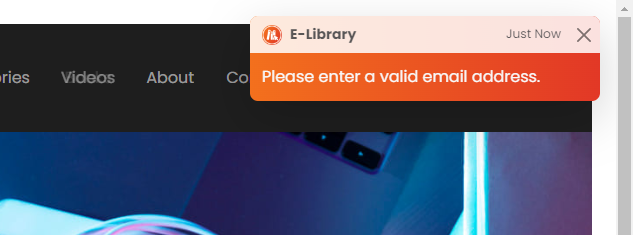 E-Library Just Now
Please enter a valid email address.
ories Videos About Co